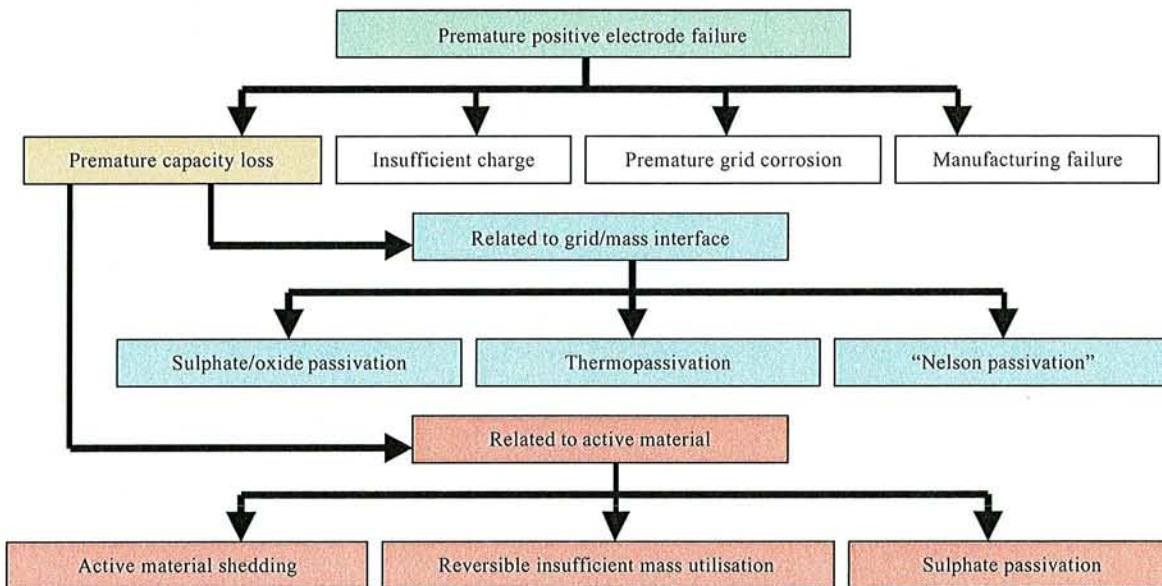 Premature positive electrode failure
Premature capacity loss
Insufficient charge
Premature grid corrosion
Manufacturing failure
Related to grid/mass interface
Sulphate/oxide passivation
Thermopassivation
“Nelson passivation”
Related to active material
Active material shedding
Reversible insufficient mass utilisation
Sulphate passivation